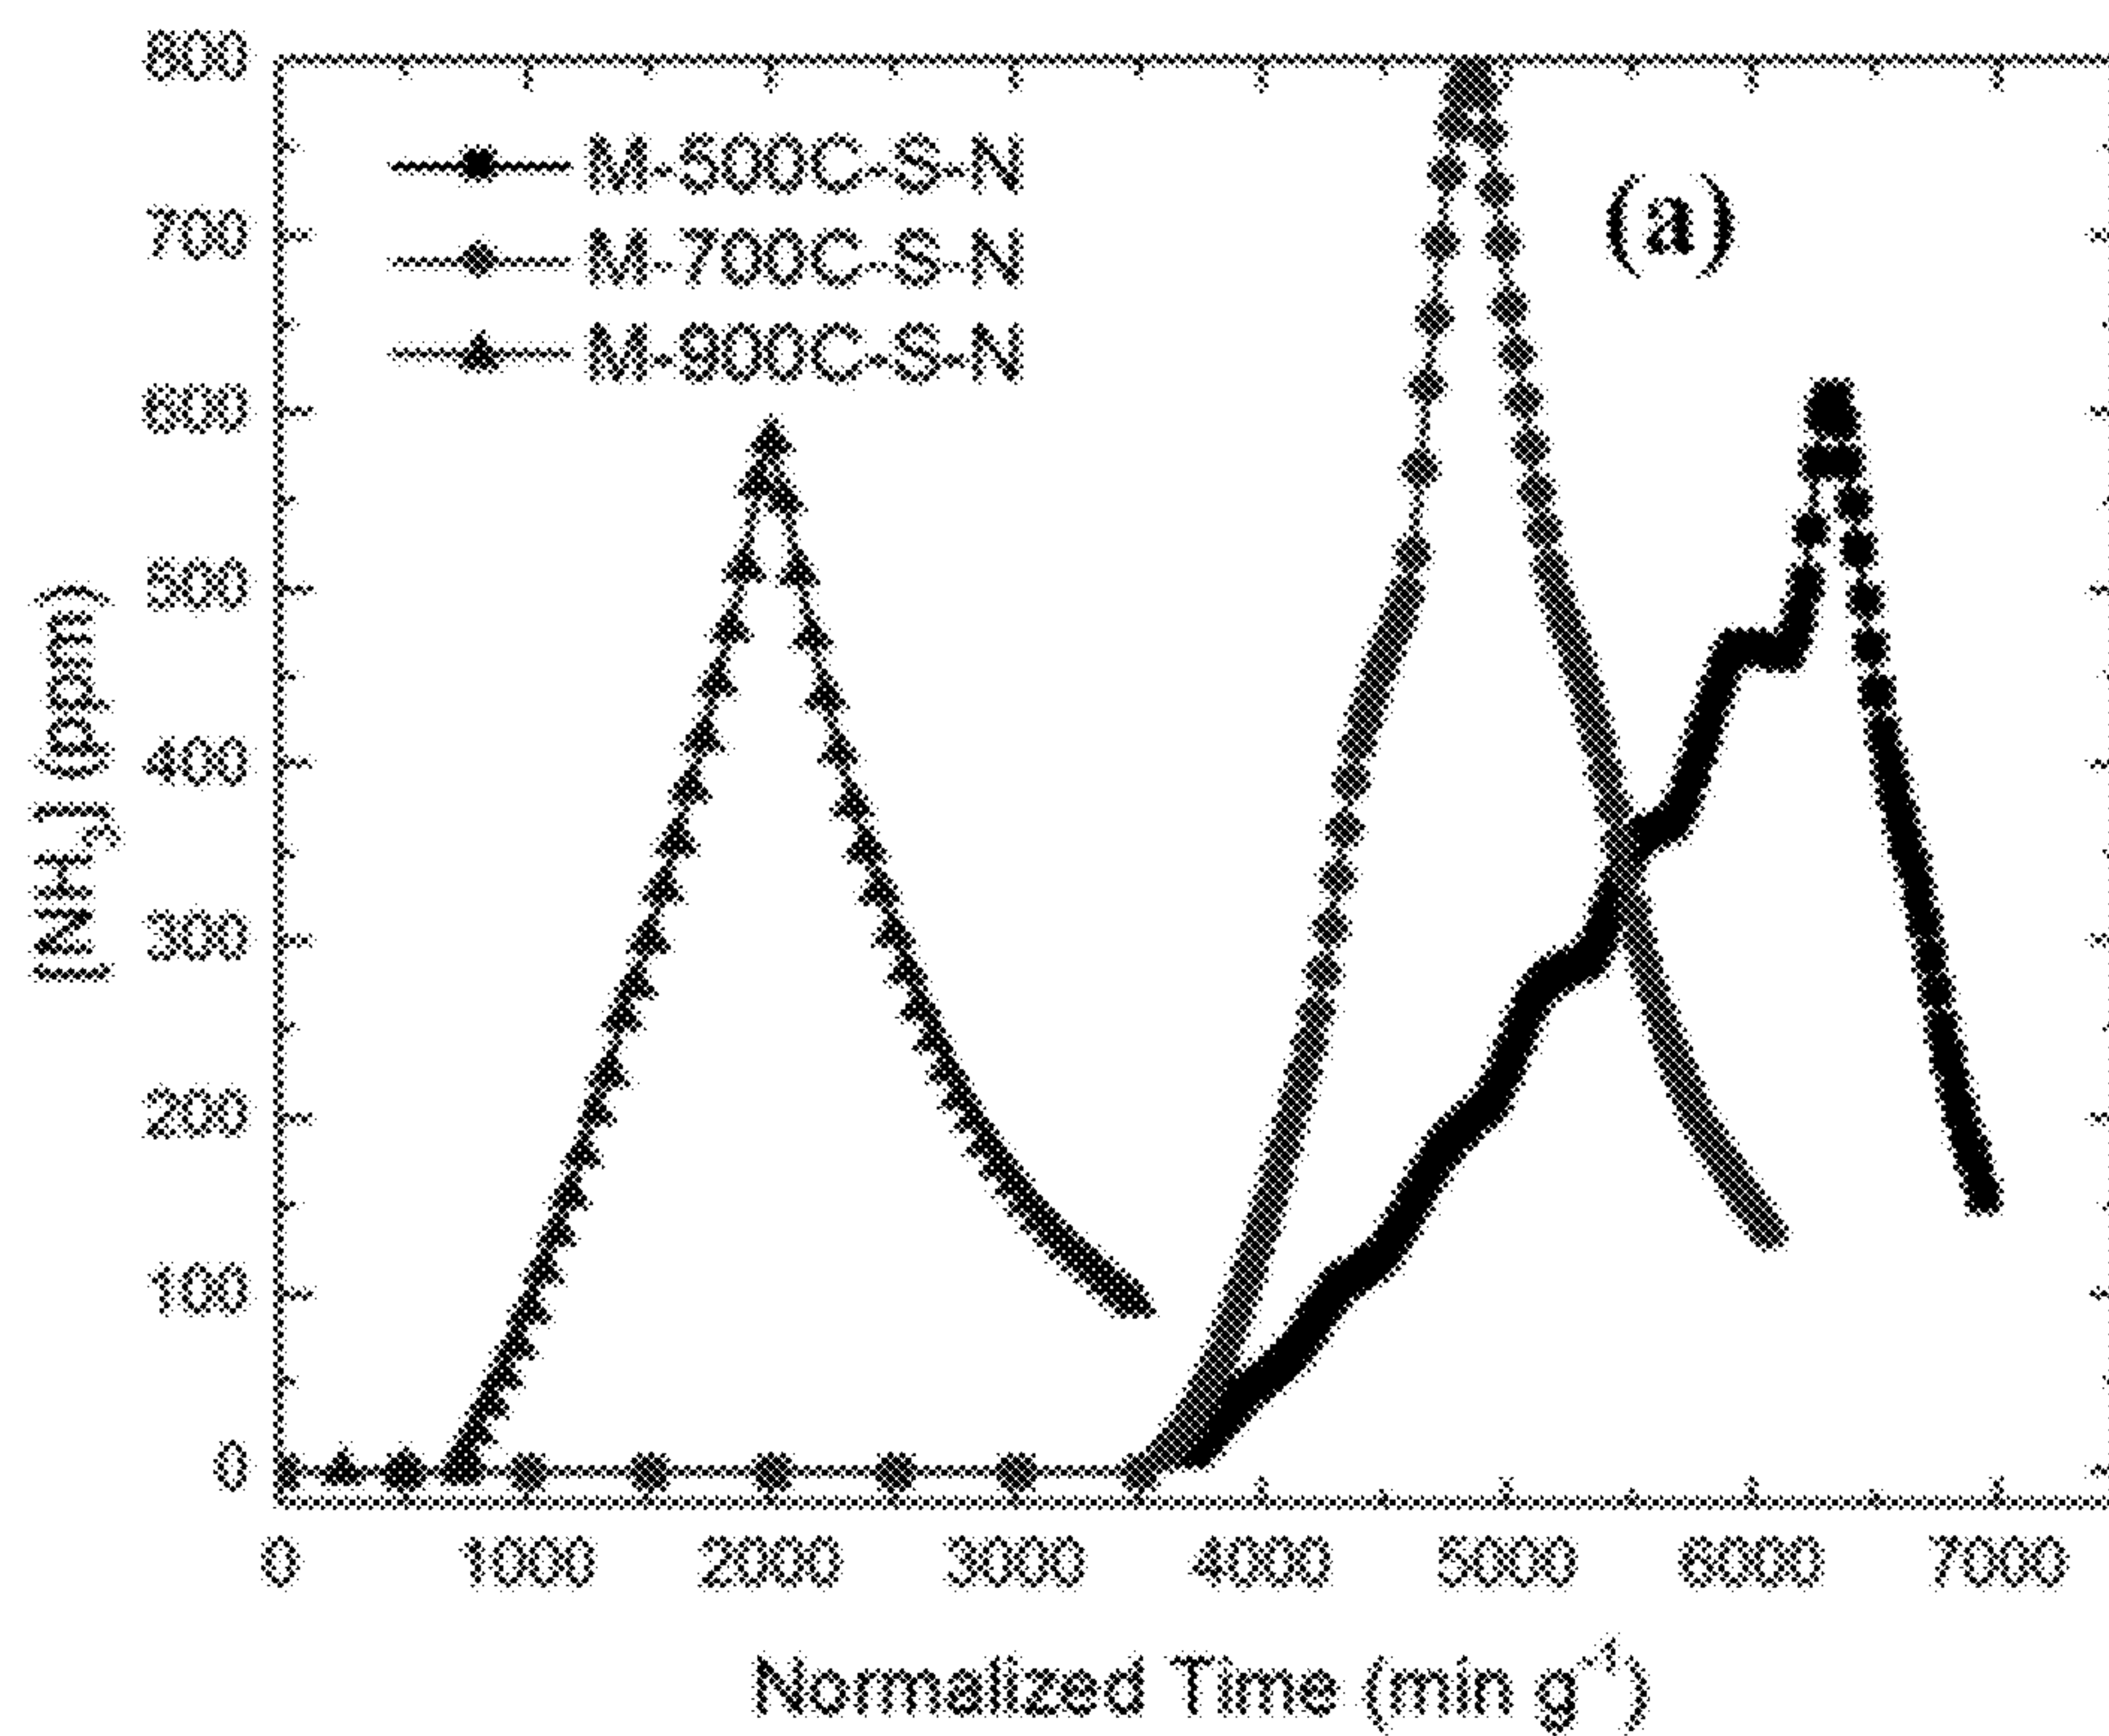 800
700
600
500
400
300
200
100
0
[NH₃] (ppm)
M-500C-S-N
M-700C-S-N
M-900C-S-N
(a)
0 1000 2000 3000 4000 5000 6000 7000
Normalized Time (min g⁻¹)